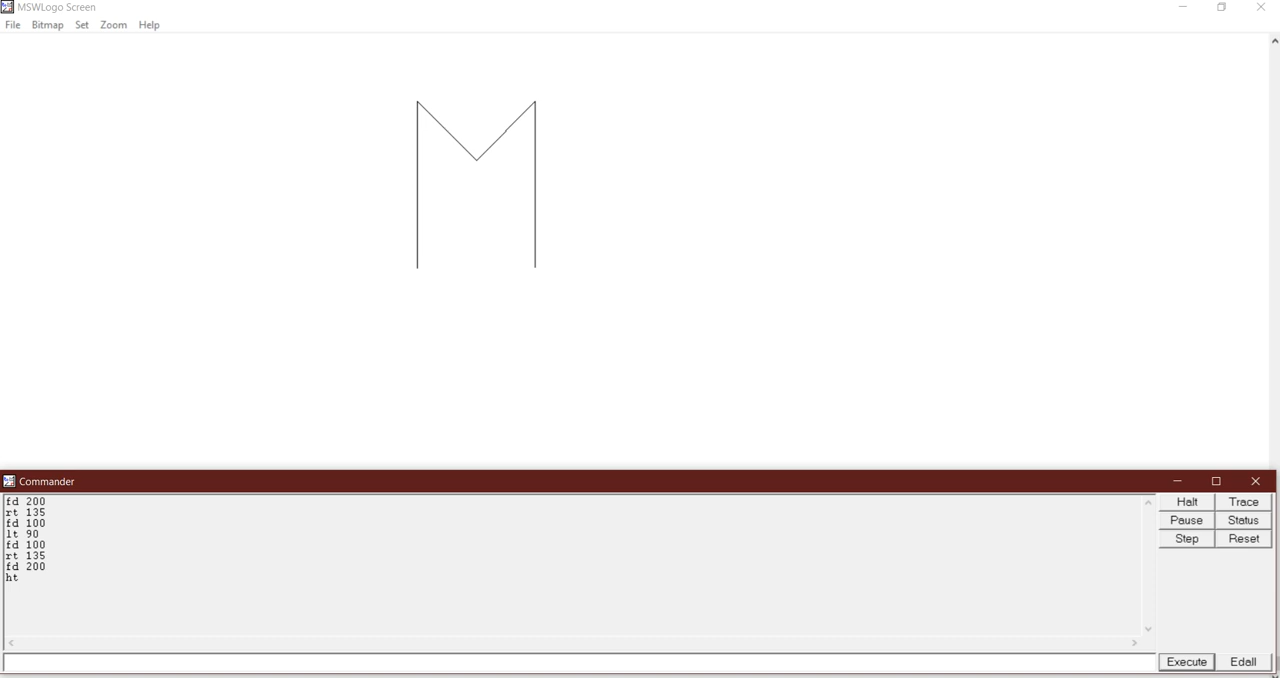 MSWLogo Screen
File Bitmap Set Zoom Help
Commander
fd 200
rt 135
fd 100
lt 90
fd 100
rt 135
fd 200
ht
Halt Trace
Pause Status
Step Reset
Execute Edall